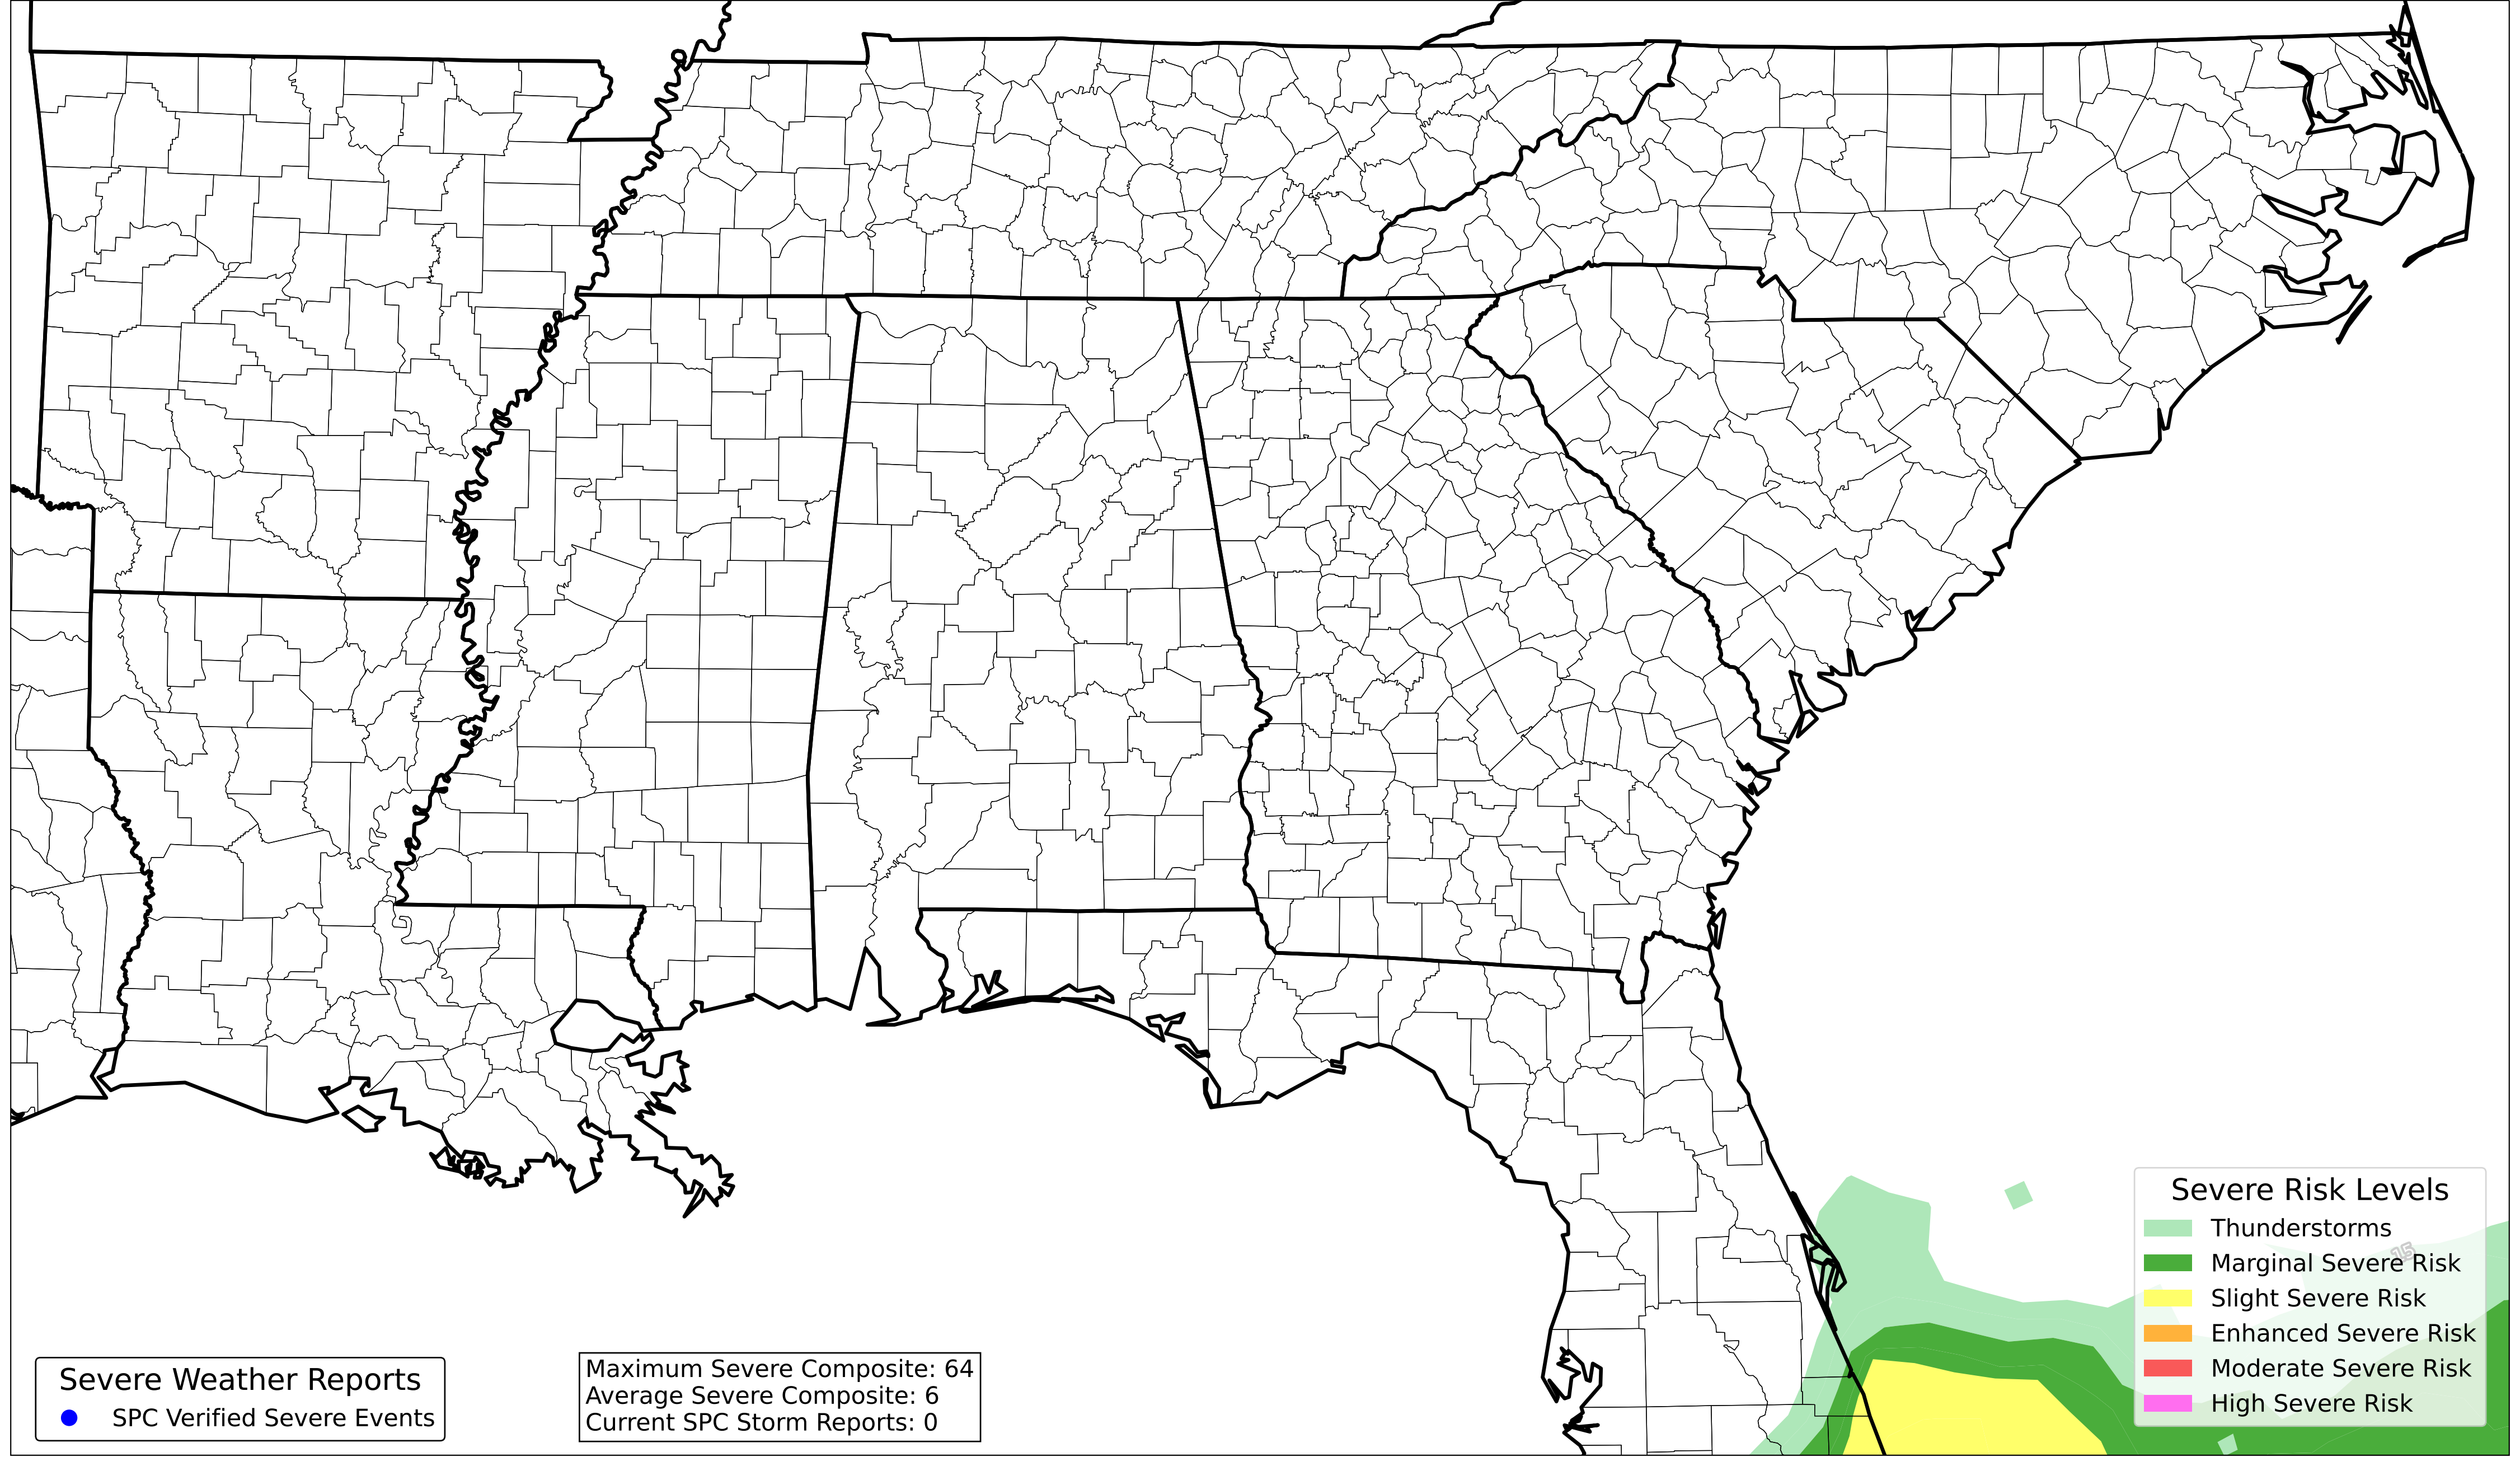 15
Severe Risk Levels
Thunderstorms
Marginal Severe Risk
Slight Severe Risk
Enhanced Severe Risk
Moderate Severe Risk
High Severe Risk
Severe Weather Reports
SPC Verified Severe Events
Maximum Severe Composite: 64
Average Severe Composite: 6
Current SPC Storm Reports: 0